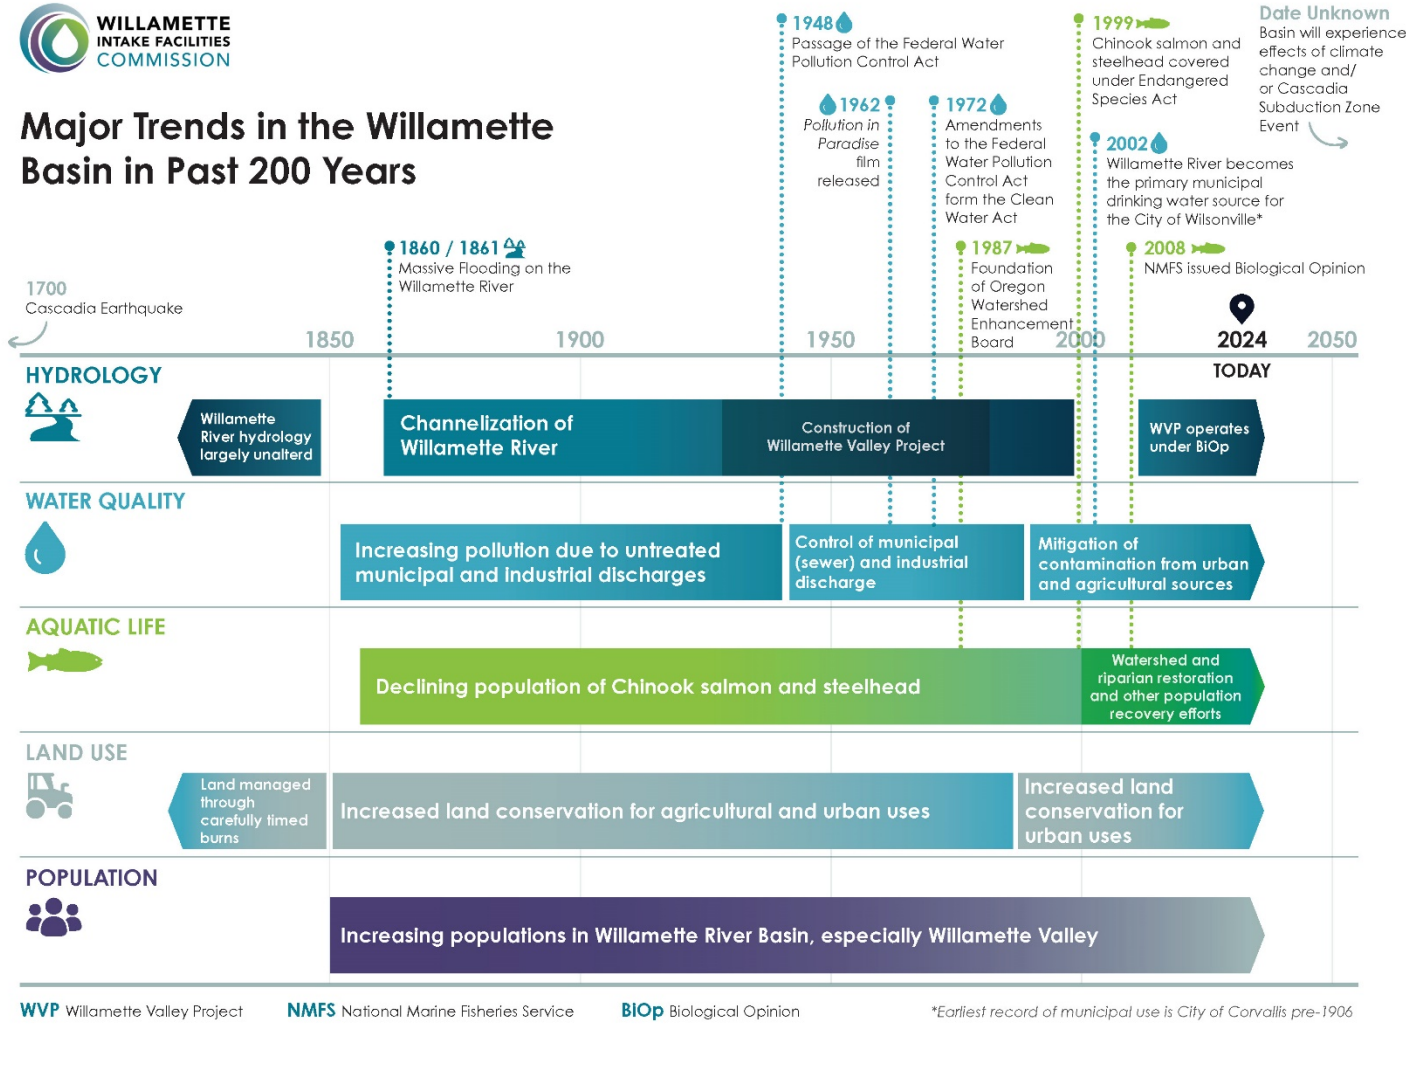 WILLAMETTE
INTAKE FACILITIES
COMMISSION
Major Trends in the Willamette
Basin in Past 200 Years
1948
Passage of the Federal Water
Pollution Control Act
1962
Pollution in
Paradise
film
released
1972
Amendments
to the Federal
Water Pollution
Control Act
form the Clean
Water Act
1999
Chinook salmon and
steelhead covered
under Endangered
Species Act
Date Unknown
Basin will experience
effects of climate
change and/
or Cascadia
Subduction Zone
Event
2002
Willamette River becomes
the primary municipal
drinking water source for
the City of Wilsonville*
1860 / 1861
Massive Flooding on the
Willamette River
1987
Foundation
of Oregon
Watershed
Enhancement
Board
2008
NMFS issued Biological Opinion
1700
Cascadia Earthquake
1850
1900
1950
2000
2024
2050
TODAY
HYDROLOGY
Willamette
River hydrology
largely unalterd
Channelization of
Willamette River
Construction of
Willamette Valley Project
WVP operates
under BiOp
WATER QUALITY
Increasing pollution due to untreated
municipal and industrial discharges
Control of municipal
(sewer) and industrial
discharge
Mitigation of
contamination from urban
and agricultural sources
AQUATIC LIFE
Declining population of Chinook salmon and steelhead
Watershed and
riparian restoration
and other population
recovery efforts
LAND USE
Land managed
through
carefully timed
burns
Increased land conservation for agricultural and urban uses
Increased land
conservation for
urban uses
POPULATION
Increasing populations in Willamette River Basin, especially Willamette Valley
WVP Willamette Valley Project
NMFS National Marine Fisheries Service
BiOp Biological Opinion
*Earliest record of municipal use is City of Corvallis pre-1906